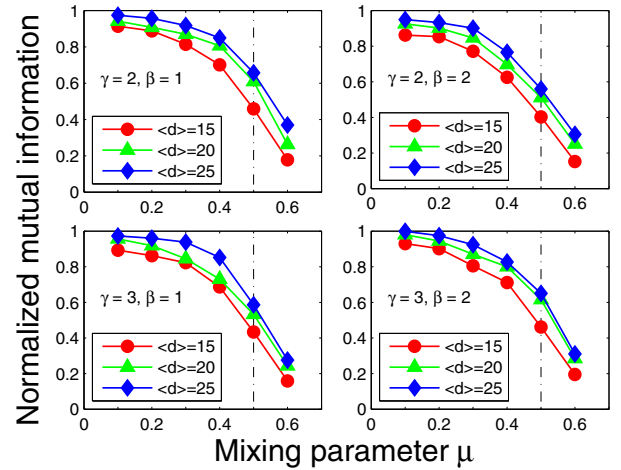 Normalized mutual information
1
0.8
0.6
0.4
0.2
0
γ = 2, β = 1
<d>=15
<d>=20
<d>=25
0 0.2 0.4 0.6
1
0.8
0.6
0.4
0.2
0
γ = 2, β = 2
<d>=15
<d>=20
<d>=25
0 0.2 0.4 0.6
1
0.8
0.6
0.4
0.2
0
γ = 3, β = 1
<d>=15
<d>=20
<d>=25
0 0.2 0.4 0.6
1
0.8
0.6
0.4
0.2
0
γ = 3, β = 2
<d>=15
<d>=20
<d>=25
0 0.2 0.4 0.6
Mixing parameter μ